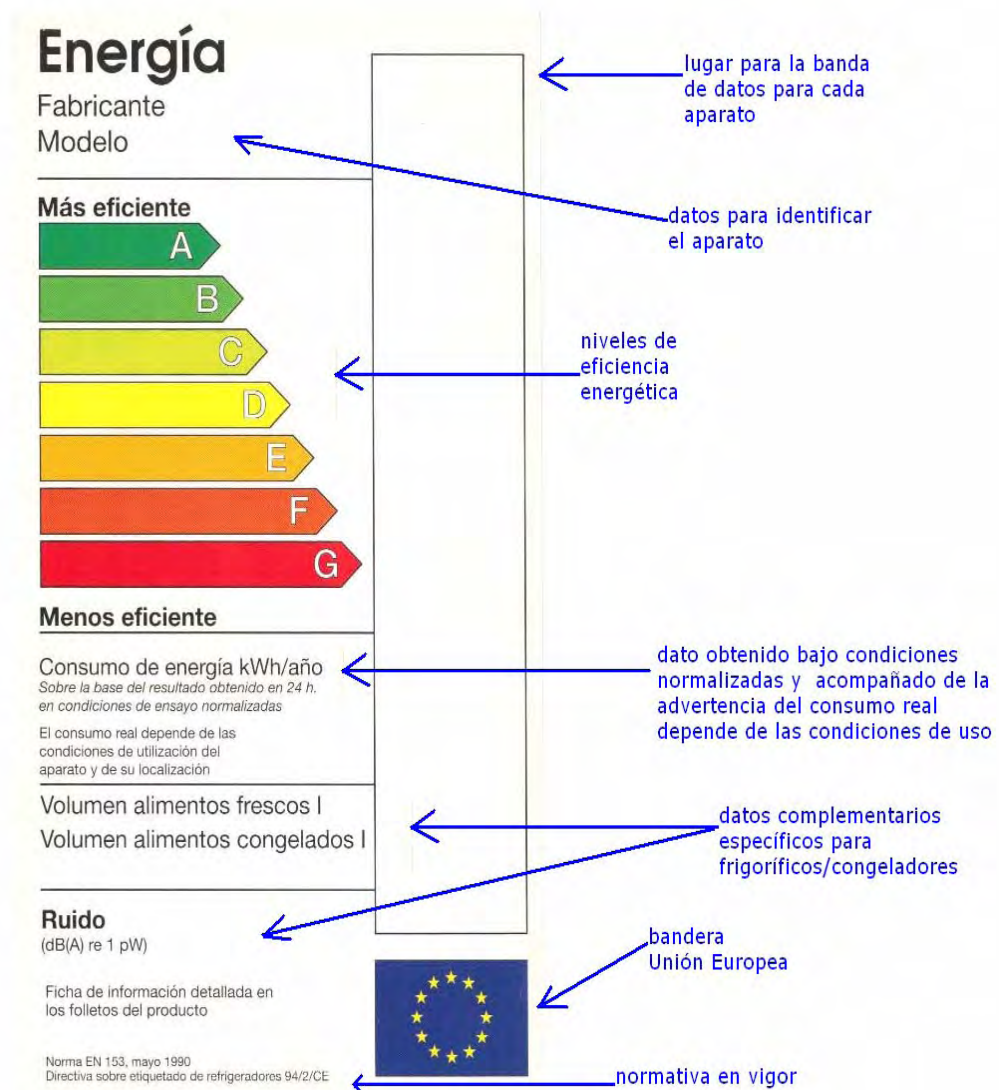 Energía
Fabricante
Modelo
lugar para la banda
de datos para cada
aparato
datos para identificar
el aparato
Más eficiente
A
B
C
D
E
F
G
niveles de
eficiencia
energética
Menos eficiente
Consumo de energía kWh/año
Sobre la base del resultado obtenido en 24 h.
en condiciones de ensayo normalizadas
El consumo real depende de las
condiciones de utilización del
aparato y de su localización
dato obtenido bajo condiciones
normalizadas y acompañado de la
advertencia del consumo real
depende de las condiciones de uso
Volumen alimentos frescos l
Volumen alimentos congelados l
datos complementarios
específicos para
frigoríficos/congeladores
Ruido
(dB(A) re 1 pW)
bandera
Unión Europea
Ficha de información detallada en
los folletos del producto
Norma EN 153, mayo 1990
Directiva sobre etiquetado de refrigeradores 94/2/CE
normativa en vigor